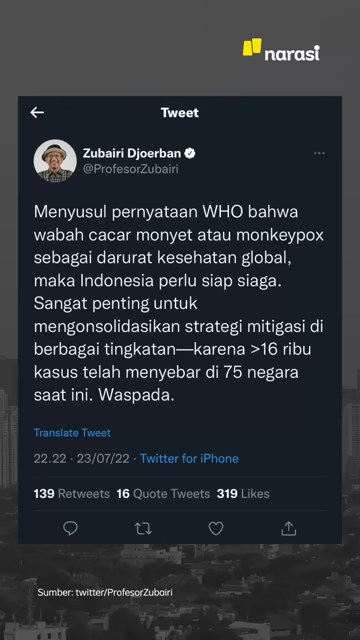 narasi
Tweet
Zubairi Djoerban
@ProfesorZubairi
Menyusul pernyataan WHO bahwa
wabah cacar monyet atau monkeypox
sebagai darurat kesehatan global,
maka Indonesia perlu siap siaga.
Sangat penting untuk
mengonsolidasikan strategi mitigasi di
berbagai tingkatan—karena >16 ribu
kasus telah menyebar di 75 negara
saat ini. Waspada.
Translate Tweet
22.22 · 23/07/22 · Twitter for iPhone
139 Retweets 16 Quote Tweets 319 Likes
Sumber: twitter/ProfesorZubairi